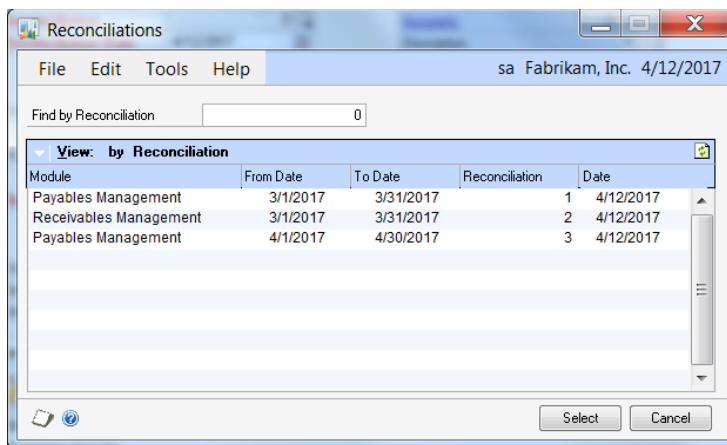 Reconciliations
File Edit Tools Help sa Fabrikam, Inc. 4/12/2017
Find by Reconciliation 0
View: by Reconciliation
Module From Date To Date Reconciliation Date
Payables Management 3/1/2017 3/31/2017 1 4/12/2017
Receivables Management 3/1/2017 3/31/2017 2 4/12/2017
Payables Management 4/1/2017 4/30/2017 3 4/12/2017
Select Cancel